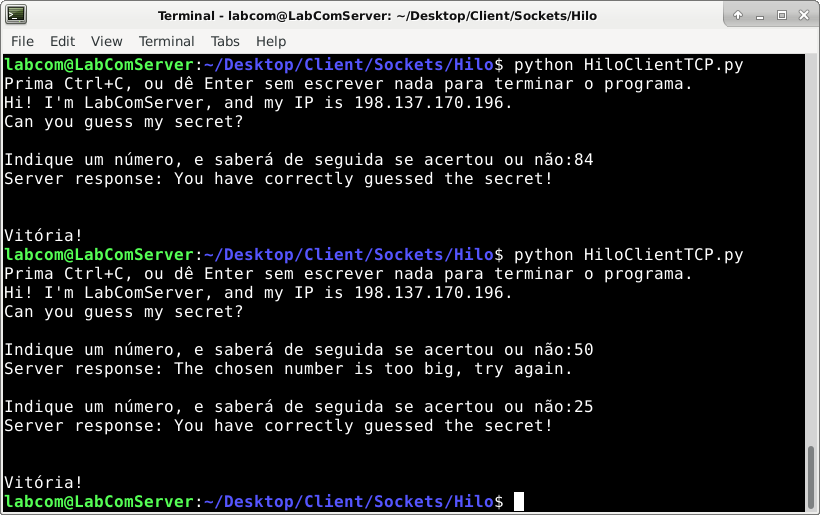 Terminal - labcom@LabComServer: ~/Desktop/Client/Sockets/Hilo
File Edit View Terminal Tabs Help
labcom@LabComServer:~/Desktop/Client/Sockets/Hilo$ python HiloClientTCP.py
Prima Ctrl+C, ou dê Enter sem escrever nada para terminar o programa.
Hi! I'm LabComServer, and my IP is 198.137.170.196.
Can you guess my secret?
Indique um número, e saberá de seguida se acertou ou não:84
Server response: You have correctly guessed the secret!
Vitória!
labcom@LabComServer:~/Desktop/Client/Sockets/Hilo$ python HiloClientTCP.py
Prima Ctrl+C, ou dê Enter sem escrever nada para terminar o programa.
Hi! I'm LabComServer, and my IP is 198.137.170.196.
Can you guess my secret?
Indique um número, e saberá de seguida se acertou ou não:50
Server response: The chosen number is too big, try again.
Indique um número, e saberá de seguida se acertou ou não:25
Server response: You have correctly guessed the secret!
Vitória!
labcom@LabComServer:~/Desktop/Client/Sockets/Hilo$